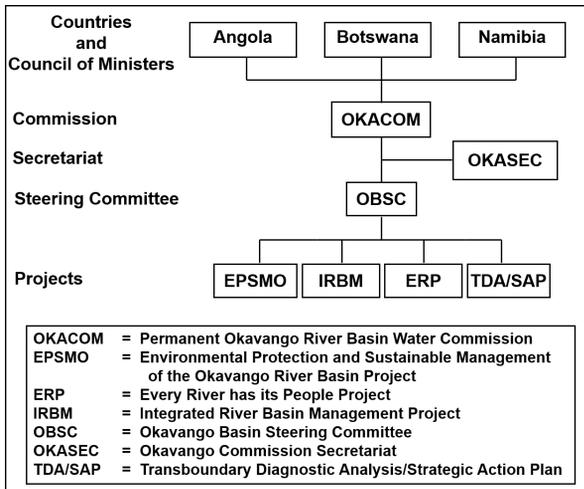 Countries
and
Council of Ministers
Angola Botswana Namibia
Commission
OKACOM
Secretariat
OKASEC
Steering Committee
OBSC
Projects
EPSMO IRBM ERP TDA/SAP
OKACOM = Permanent Okavango River Basin Water Commission
EPSMO = Environmental Protection and Sustainable Management
of the Okavango River Basin Project
ERP = Every River has its People Project
IRBM = Integrated River Basin Management Project
OBSC = Okavango Basin Steering Committee
OKASEC = Okavango Commission Secretariat
TDA/SAP = Transboundary Diagnostic Analysis/Strategic Action Plan